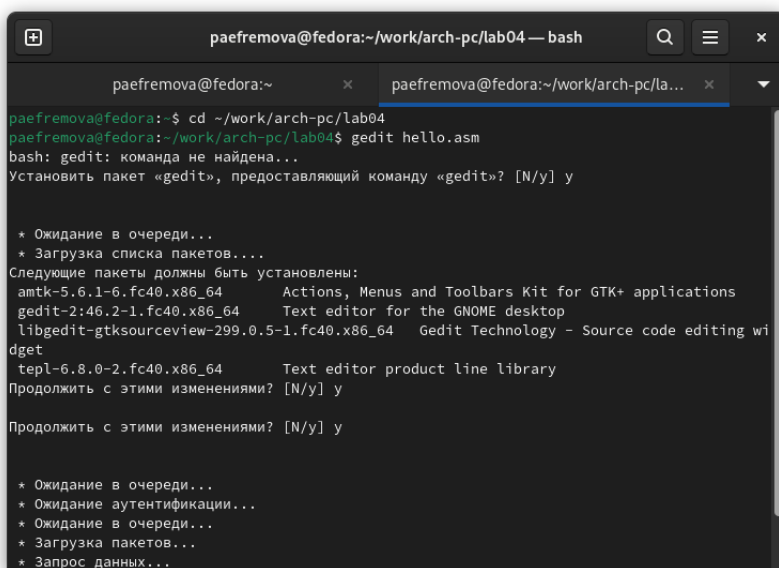 paefremova@fedora:~/work/arch-pc/lab04 — bash
paefremova@fedora:~
paefremova@fedora:~/work/arch-pc/la...
paefremova@fedora:~$ cd ~/work/arch-pc/lab04
paefremova@fedora:~/work/arch-pc/lab04$ gedit hello.asm
bash: gedit: команда не найдена...
Установить пакет «gedit», предоставляющий команду «gedit»? [N/y] y
* Ожидание в очереди...
* Загрузка списка пакетов....
Следующие пакеты должны быть установлены:
amtk-5.6.1-6.fc40.x86_64 Actions, Menus and Toolbars Kit for GTK+ applications
gedit-2:46.2-1.fc40.x86_64 Text editor for the GNOME desktop
libgedit-gtksourceview-299.0.5-1.fc40.x86_64 Gedit Technology - Source code editing wi
dget
tepl-6.8.0-2.fc40.x86_64 Text editor product line library
Продолжить с этими изменениями? [N/y] y
Продолжить с этими изменениями? [N/y] y
* Ожидание в очереди...
* Ожидание аутентификации...
* Ожидание в очереди...
* Загрузка пакетов...
* Запрос данных...